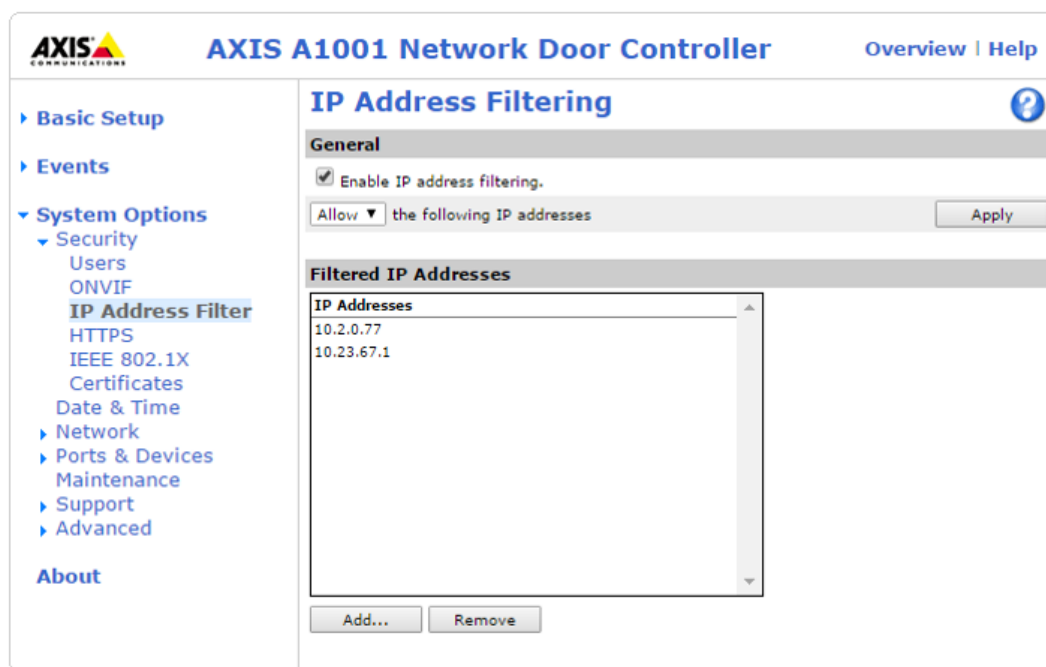 AXIS
COMMUNICATIONS
AXIS A1001 Network Door Controller
Overview | Help
Basic Setup
Events
System Options
Security
Users
ONVIF
IP Address Filter
HTTPS
IEEE 802.1X
Certificates
Date & Time
Network
Ports & Devices
Maintenance
Support
Advanced
About
IP Address Filtering
?
General
Enable IP address filtering.
Allow the following IP addresses
Apply
Filtered IP Addresses
IP Addresses
10.2.0.77
10.23.67.1
Add...
Remove